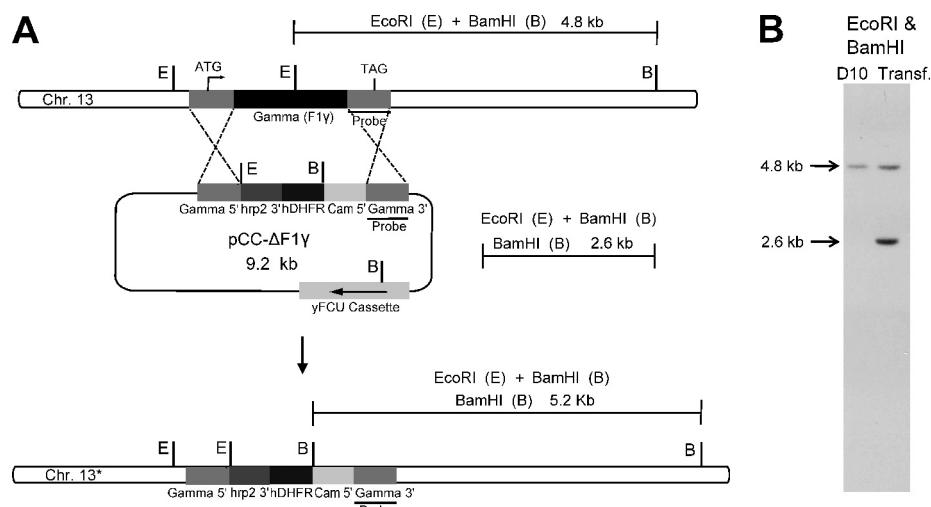 A
EcoRI (E) + BamHI (B) 4.8 kb
E
ATG
E
TAG
B
Chr. 13
Gamma (F1γ)
Probe
E
B
Gamma 5' hrp2 3' hDHFR Cam 5' Gamma 3'
Probe
pCC-ΔF1γ
9.2 kb
B
yFCU Cassette
EcoRI (E) + BamHI (B)
BamHI (B) 2.6 kb
EcoRI (E) + BamHI (B)
BamHI (B) 5.2 Kb
E
E
B
B
Chr. 13*
Gamma 5' hrp2 3' hDHFR Cam 5' Gamma 3'
B
EcoRI &
BamHI
D10 Transf.
4.8 kb
2.6 kb